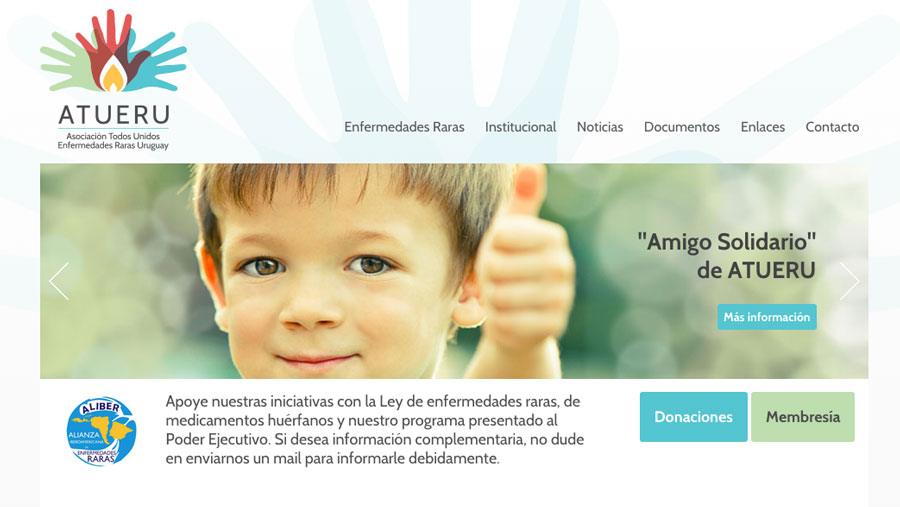 ATUERU
Asociación Todos Unidos
Enfermedades Raras Uruguay
Enfermedades Raras
Institucional
Noticias
Documentos
Enlaces
Contacto
"Amigo Solidario"
de ATUERU
Más información
ALIBER
ALIANZA
IBEROAMERICANA
ENFERMEDADES
RARAS
Apoye nuestras iniciativas con la Ley de enfermedades raras, de
medicamentos huérfanos y nuestro programa presentado al
Poder Ejecutivo. Si desea información complementaria, no dude
en enviarnos un mail para informarle debidamente.
Donaciones
Membresía